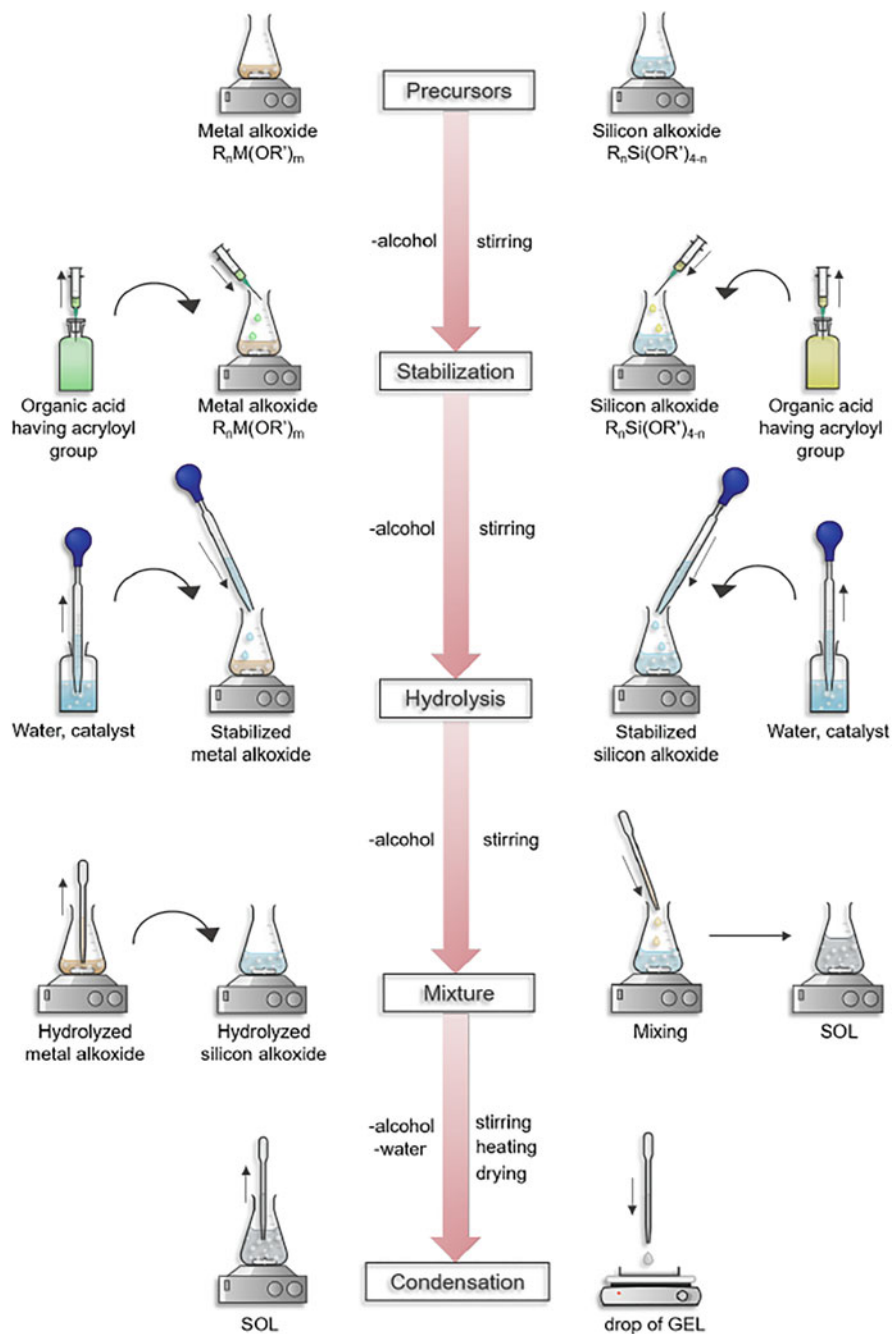 Precursors
Metal alkoxide
RₙM(OR')ₘ
Silicon alkoxide
RₙSi(OR')₄₋ₙ
-alcohol
stirring
Stabilization
Organic acid
having acryloyl
group
Metal alkoxide
RₙM(OR')ₘ
Silicon alkoxide
RₙSi(OR')₄₋ₙ
Organic acid
having acryloyl
group
-alcohol
stirring
Hydrolysis
Water, catalyst
Stabilized
metal alkoxide
Stabilized
silicon alkoxide
Water, catalyst
-alcohol
stirring
Mixture
Hydrolyzed
metal alkoxide
Hydrolyzed
silicon alkoxide
Mixing
SOL
-alcohol
-water
stirring
heating
drying
Condensation
SOL
drop of GEL